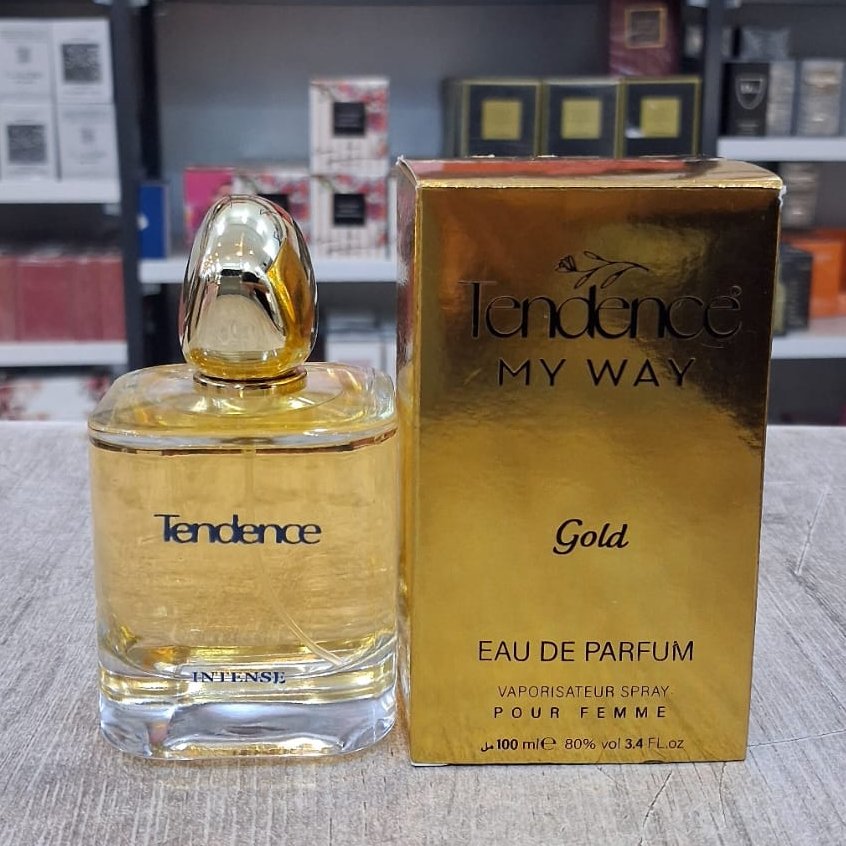 Tendence
INTENSE
Tendence®
MY WAY
Gold
EAU DE PARFUM
VAPORISATEUR SPRAY
POUR FEMME
مل 100 ml℮ 80% vol 3.4 FL.oz